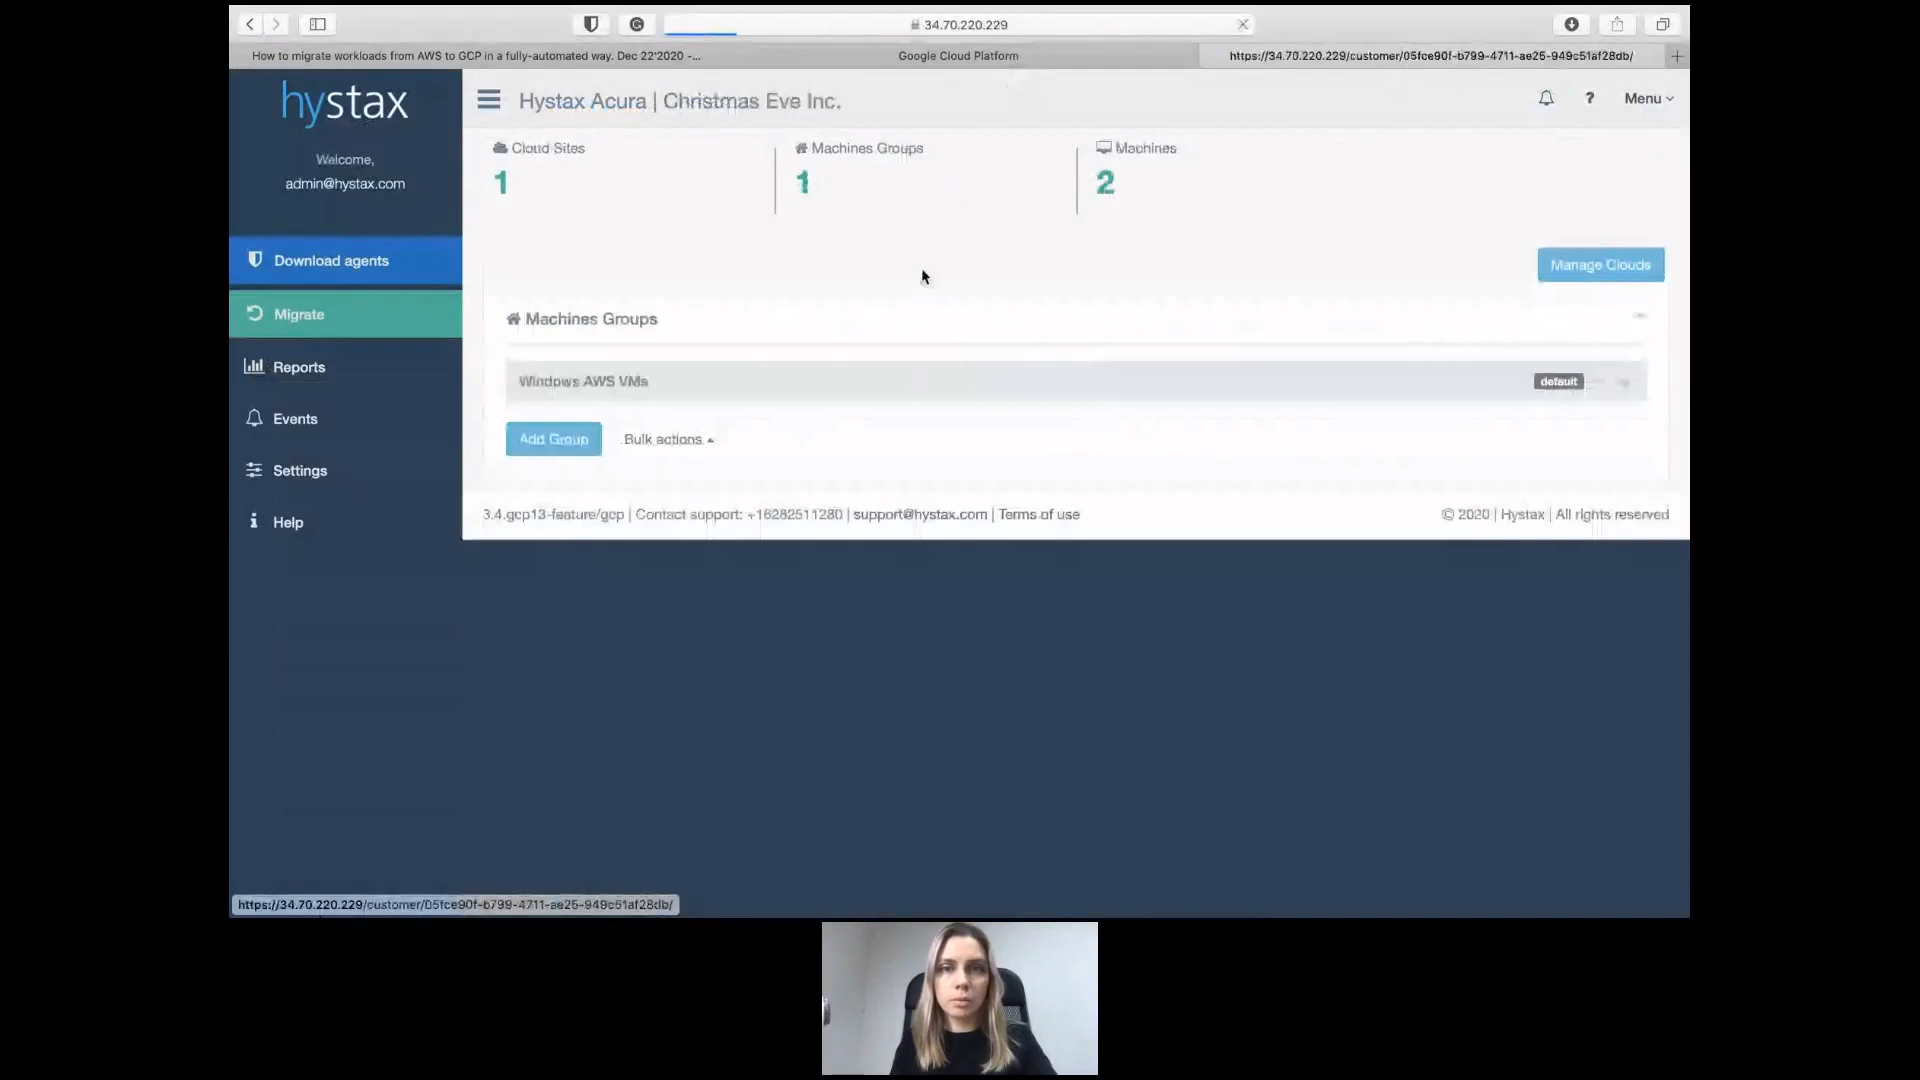 34.70.220.229
How to migrate workloads from AWS to GCP in a fully-automated way. Dec 22'2020 -...
Google Cloud Platform
https://34.70.220.229/customer/05fce90f-b799-4711-ae25-949c51af28db/
hystax
Welcome,
admin@hystax.com
Download agents
Migrate
Reports
Events
Settings
Help
Hystax Acura | Christmas Eve Inc.
? Menu
Cloud Sites
1
Machines Groups
1
Machines
2
Manage Clouds
Machines Groups
Windows AWS VMs
default
Add Group
Bulk actions
3.4.gcp13-feature/gcp | Contact support: +16282511280 | support@hystax.com | Terms of use
© 2020 | Hystax | All rights reserved
https://34.70.220.229/customer/05fce90f-b799-4711-ae25-949c51af28db/